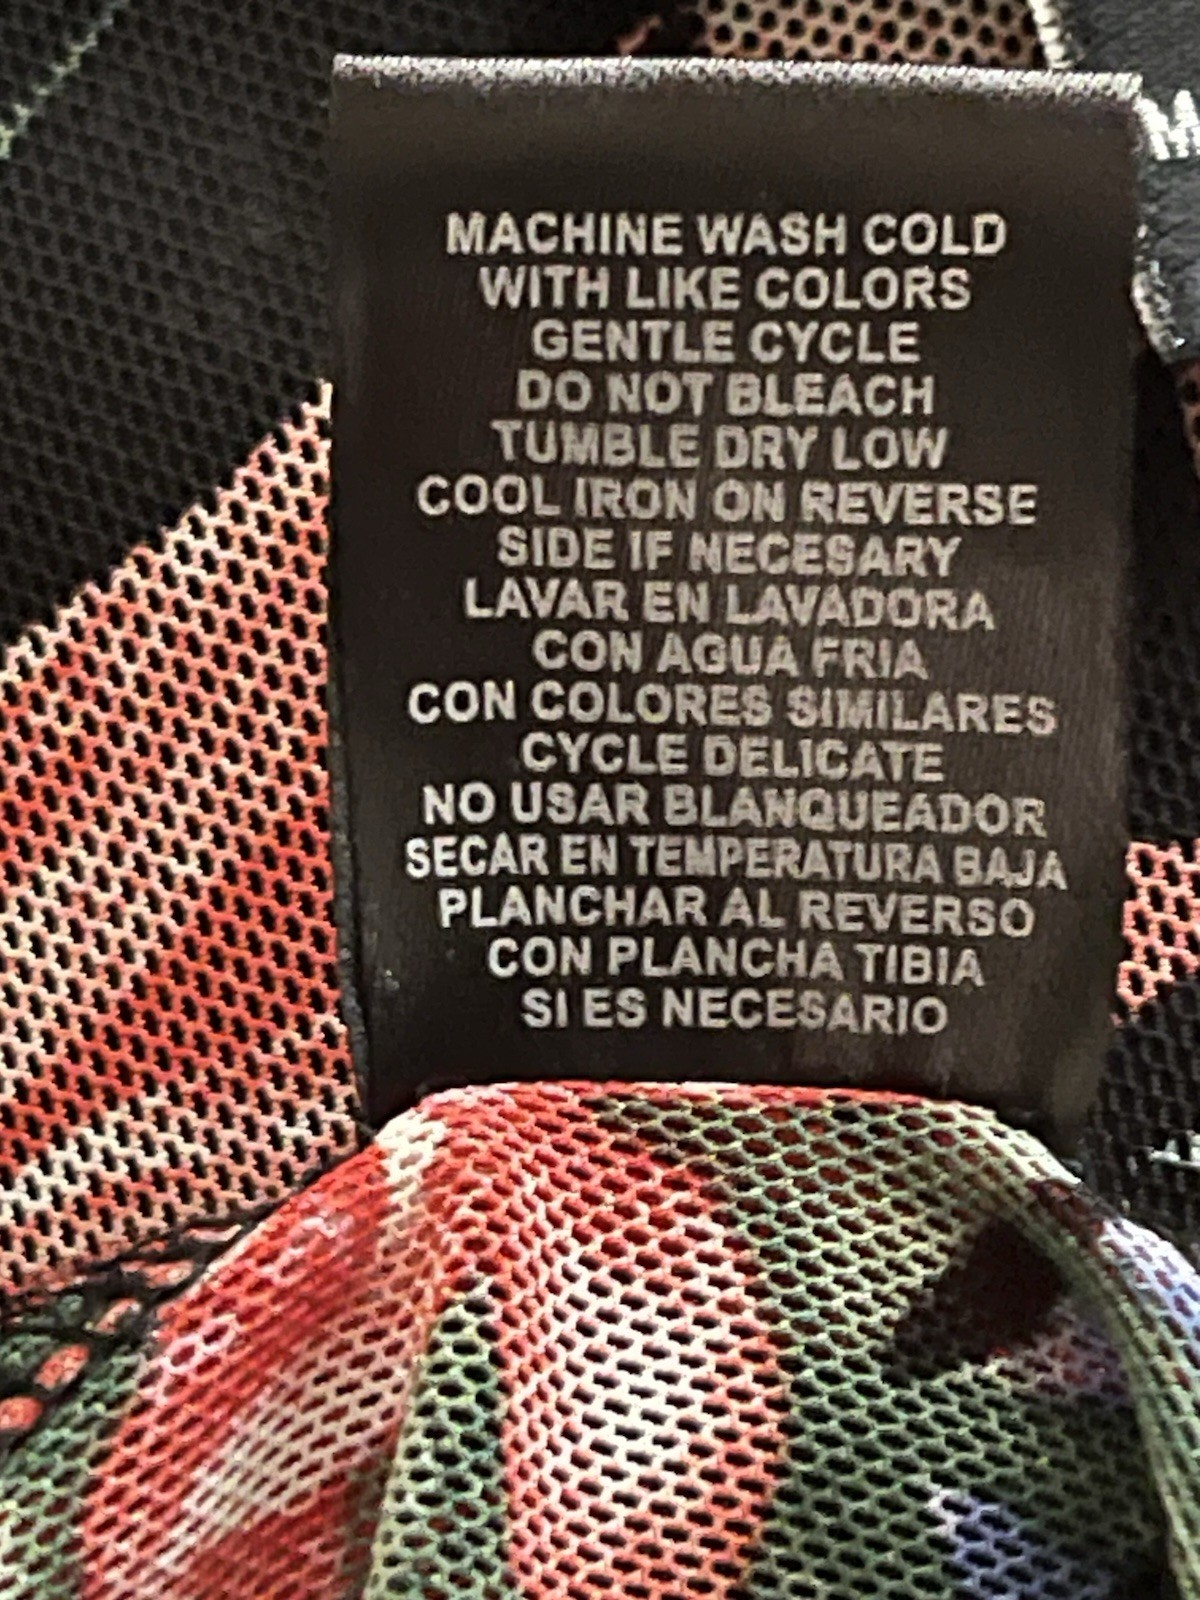 MACHINE WASH COLD
WITH LIKE COLORS
GENTLE CYCLE
DO NOT BLEACH
TUMBLE DRY LOW
COOL IRON ON REVERSE
SIDE IF NECESARY
LAVAR EN LAVADORA
CON AGUA FRIA
CON COLORES SIMILARES
CYCLE DELICATE
NO USAR BLANQUEADOR
SECAR EN TEMPERATURA BAJA
PLANCHAR AL REVERSO
CON PLANCHA TIBIA
SI ES NECESARIO